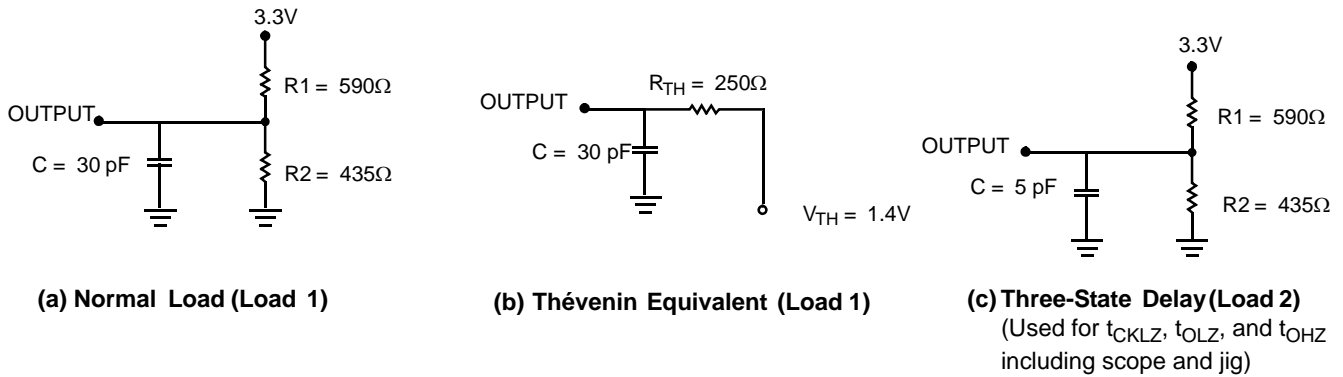 3.3V
R1 = 590Ω
OUTPUT
C = 30 pF
R2 = 435Ω
(a) Normal Load (Load 1)
RTH = 250Ω
OUTPUT
C = 30 pF
VTH = 1.4V
(b) Thévenin Equivalent (Load 1)
3.3V
R1 = 590Ω
OUTPUT
C = 5 pF
R2 = 435Ω
(c) Three-State Delay (Load 2)
(Used for tCKLZ, tOLZ, and tOHZ
including scope and jig)